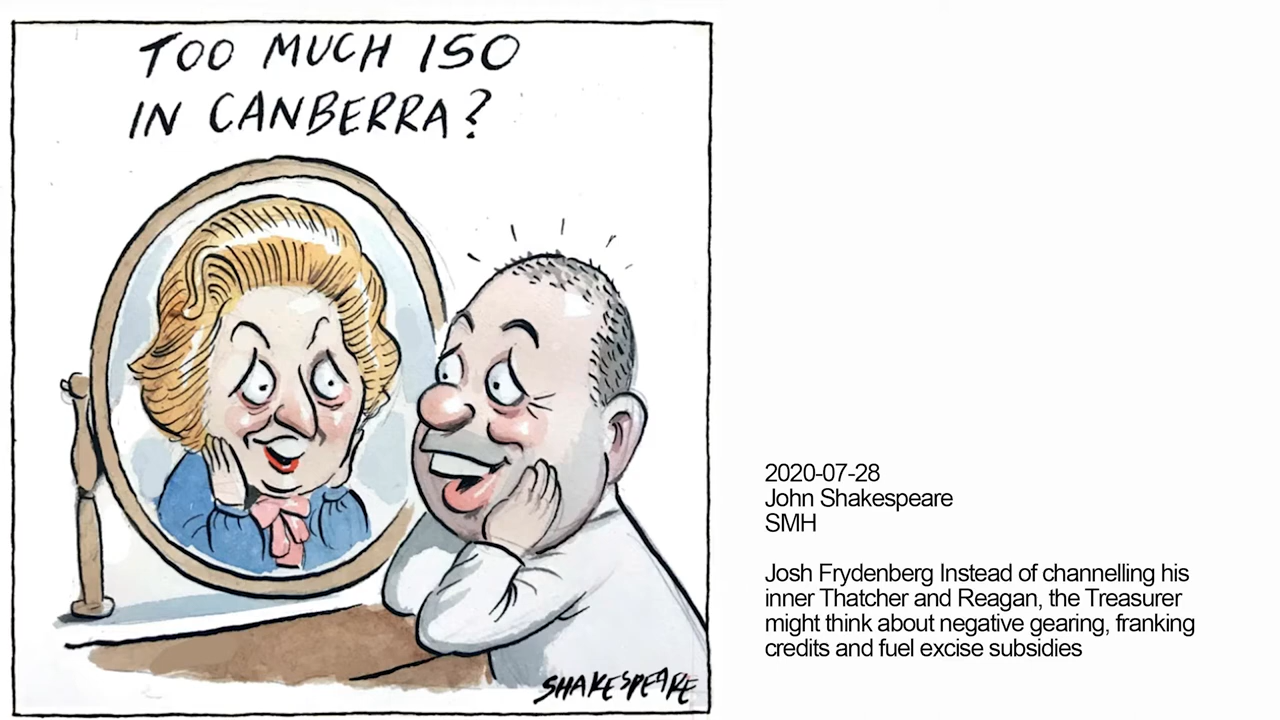 TOO MUCH ISO
IN CANBERRA?
SHAKESPEARE
2020-07-28
John Shakespeare
SMH
Josh Frydenberg Instead of channelling his
inner Thatcher and Reagan, the Treasurer
might think about negative gearing, franking
credits and fuel excise subsidies